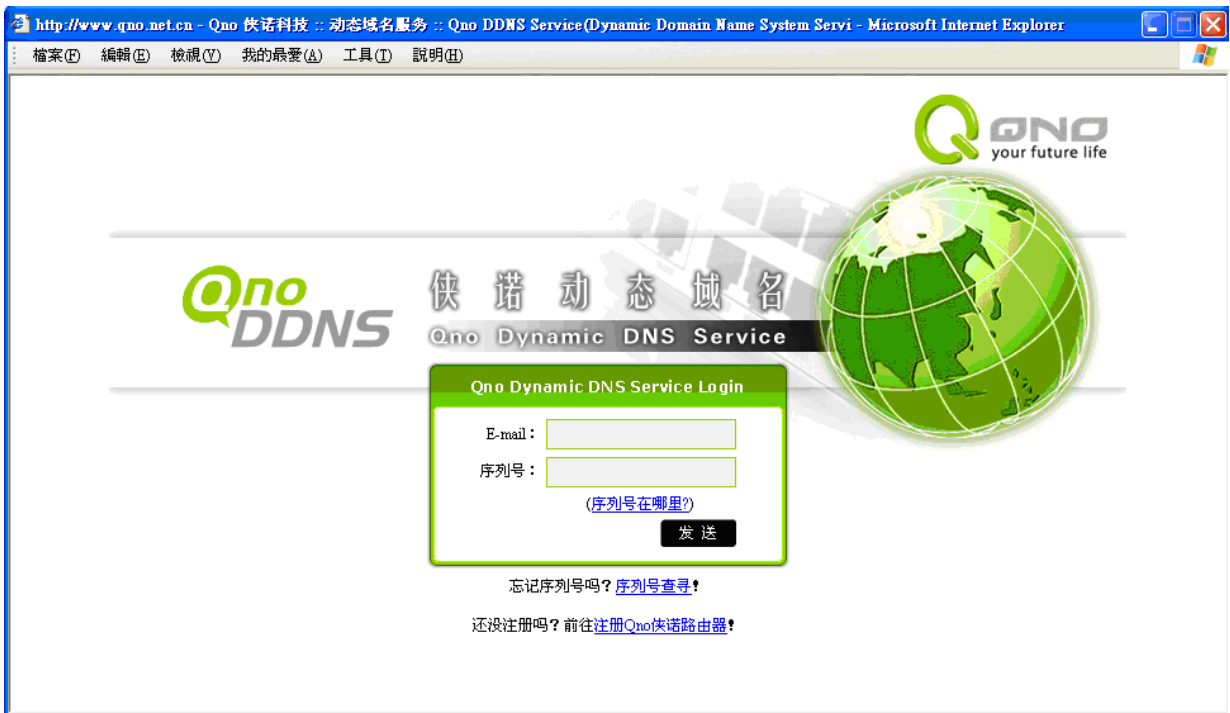 http://www.qno.net.cn - Qno 侠诺科技 :: 动态域名服务 :: Qno DDNS Service(Dynamic Domain Name System Servi - Microsoft Internet Explorer
檔案(F) 編輯(E) 檢視(V) 我的最愛(A) 工具(T) 說明(H)
QNO
your future life
Qno
DDNS
侠诺动态域名
Qno Dynamic DNS Service
Qno Dynamic DNS Service Login
E-mail：
序列号：
(序列号在哪里?)
发 送
忘记序列号吗? 序列号查寻!
还没注册吗? 前往注册Qno侠诺路由器!